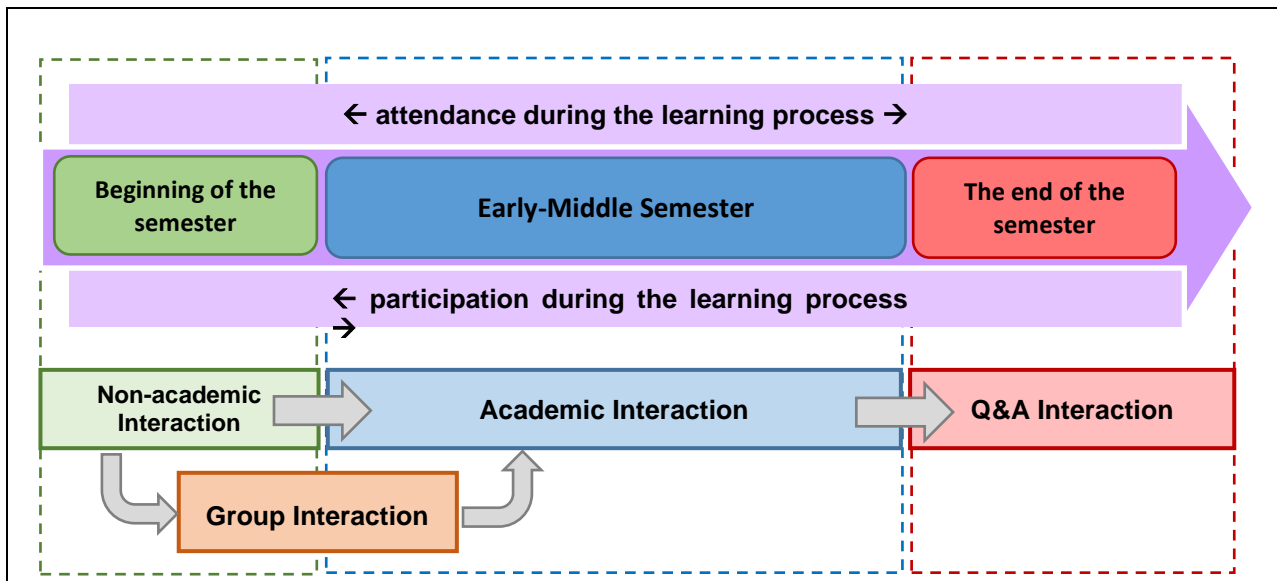 ← attendance during the learning process →
Beginning of the
semester
Early-Middle Semester
The end of the
semester
← participation during the learning process
→
Non-academic
Interaction
Academic Interaction
Q&A Interaction
Group Interaction